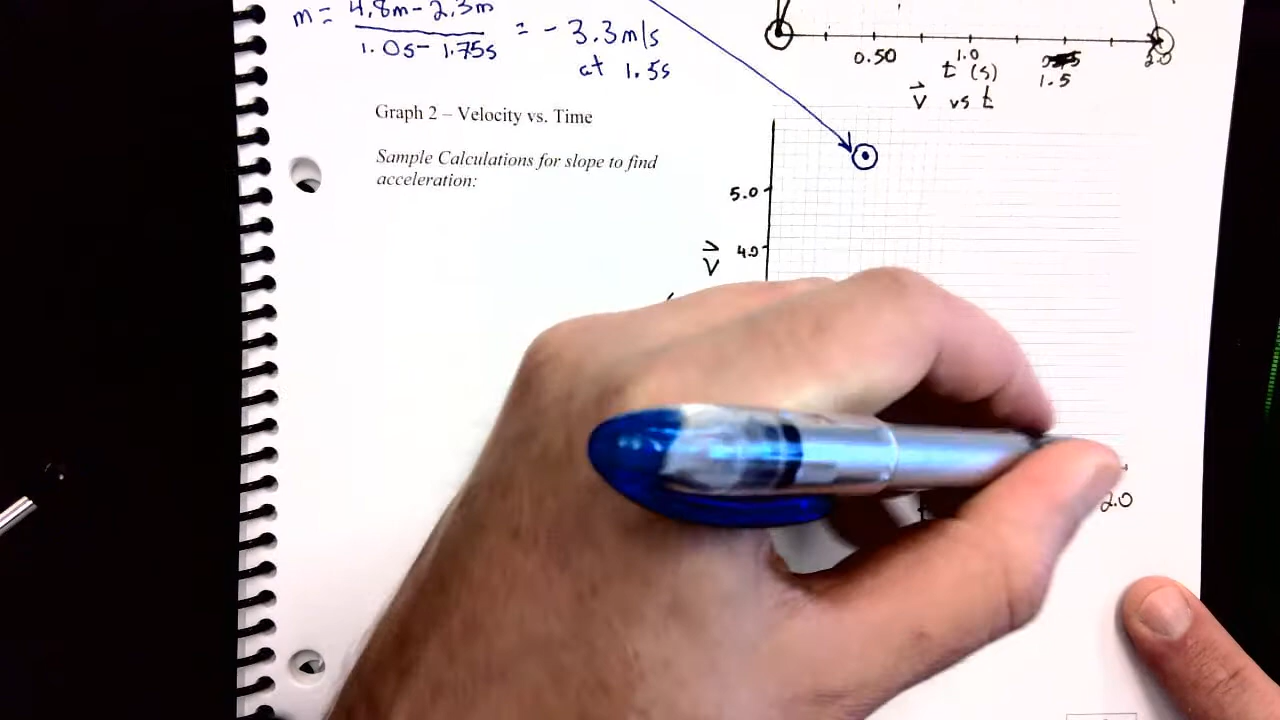 m = 4.8m - 2.3m
1.0s - 1.75s
= - 3.3m/s
at 1.5s
0.50 1.0 2.0
t (s) 1.5
v vs t
Graph 2 – Velocity vs. Time
Sample Calculations for slope to find
acceleration:
5.0
4.0
v
2.0